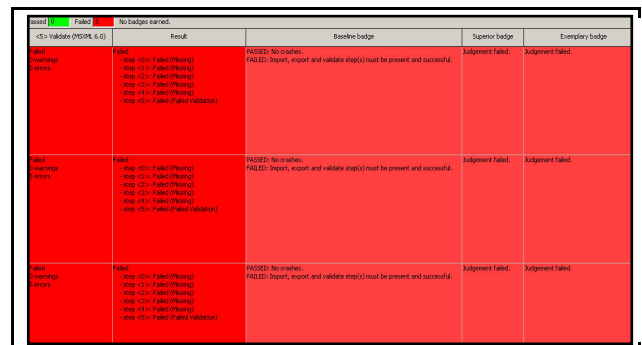 assed 0 Failed No badges earned.
<5> Validate (MSXML 6.0) Result Baseline badge Superior badge Exemplary badge
Failed Failed PASSED: No crashes. Judgement failed. Judgement failed.
0 warnings - step <0>: Failed (Missing) FAILED: Import, export and validate step(s) must be present and successful.
errors - step <1>: Failed (Missing)
- step <2>: Failed (Missing)
- step <3>: Failed (Missing)
- step <4>: Failed (Missing)
- step <5>: Failed (Failed Validation)
Failed Failed PASSED: No crashes. Judgement failed. Judgement failed.
0 warnings - step <0>: Failed (Missing) FAILED: Import, export and validate step(s) must be present and successful.
errors - step <1>: Failed (Missing)
- step <2>: Failed (Missing)
- step <3>: Failed (Missing)
- step <4>: Failed (Missing)
- step <5>: Failed (Failed Validation)
Failed Failed PASSED: No crashes. Judgement failed. Judgement failed.
0 warnings - step <0>: Failed (Missing) FAILED: Import, export and validate step(s) must be present and successful.
errors - step <1>: Failed (Missing)
- step <2>: Failed (Missing)
- step <3>: Failed (Missing)
- step <4>: Failed (Missing)
- step <5>: Failed (Failed Validation)